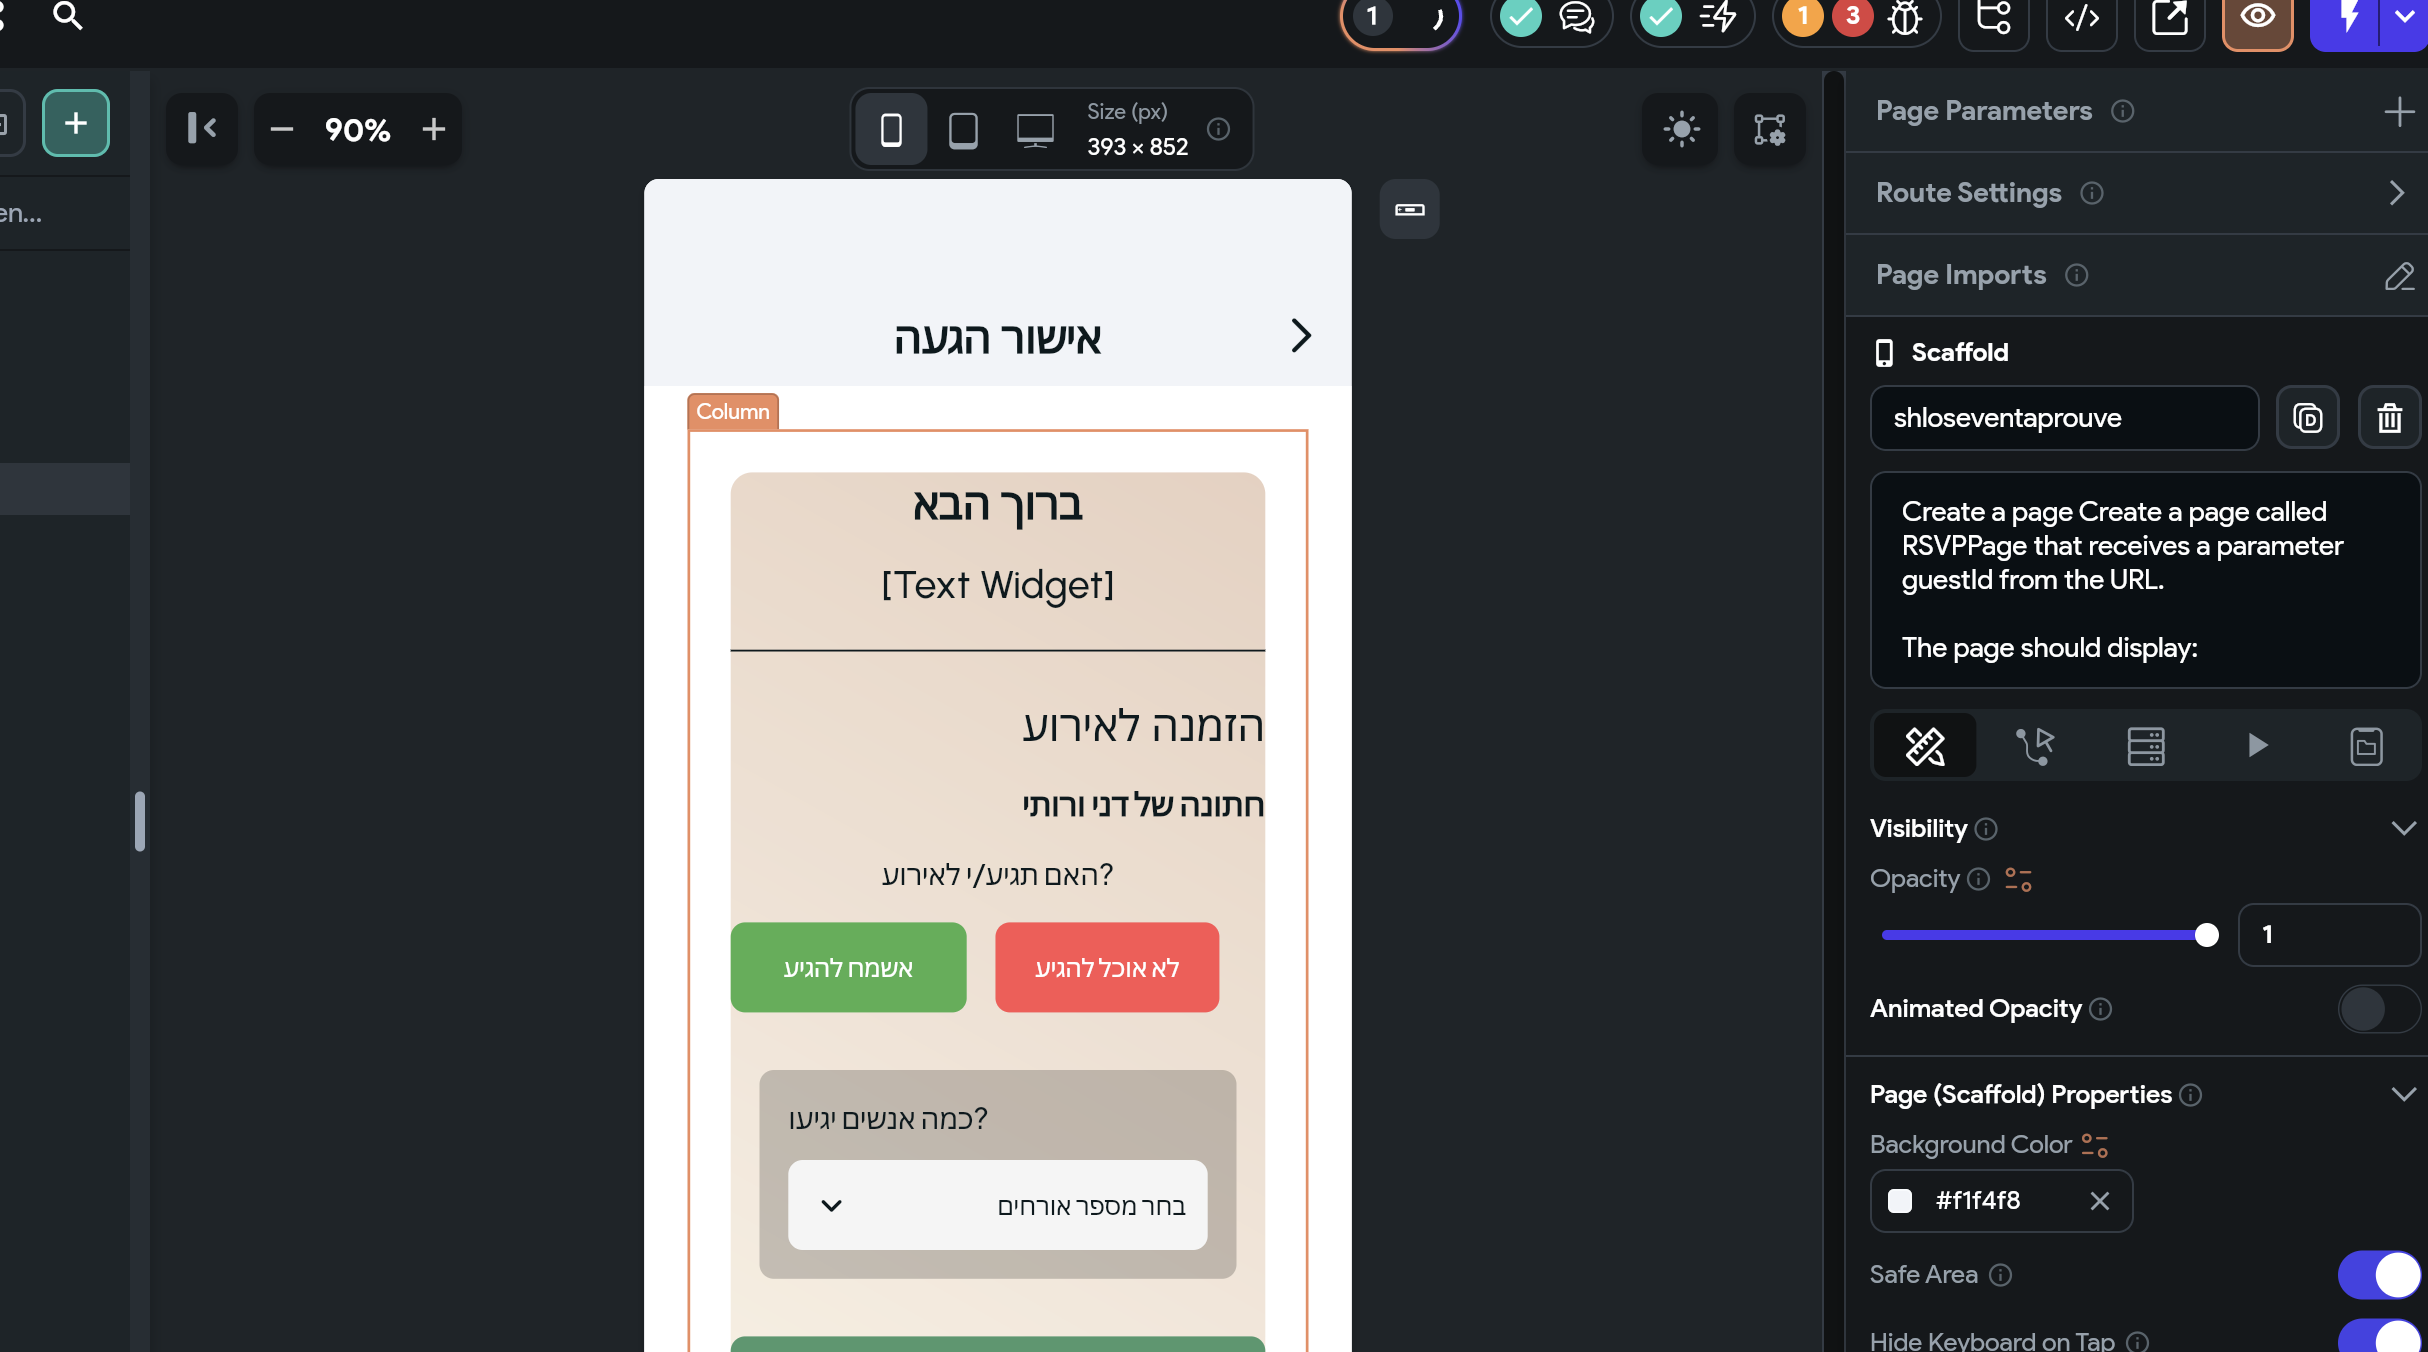 1
1
3
en...
90%
Size (px)
393 × 852
אישור הגעה
Column
ברוך הבא
[Text Widget]
הזמנה לאירוע
חתונה של דני ורותי
האם תגיע/י לאירוע?
אשמח להגיע
לא אוכל להגיע
כמה אנשים יגיעו?
בחר מספר אורחים
Page Parameters
Route Settings
Page Imports
Scaffold
shloseventaprouve
Create a page Create a page called
RSVPPage that receives a parameter
guestId from the URL.
The page should display:
Visibility
Opacity
1
Animated Opacity
Page (Scaffold) Properties
Background Color
#f1f4f8
Safe Area
Hide Keyboard on Tap